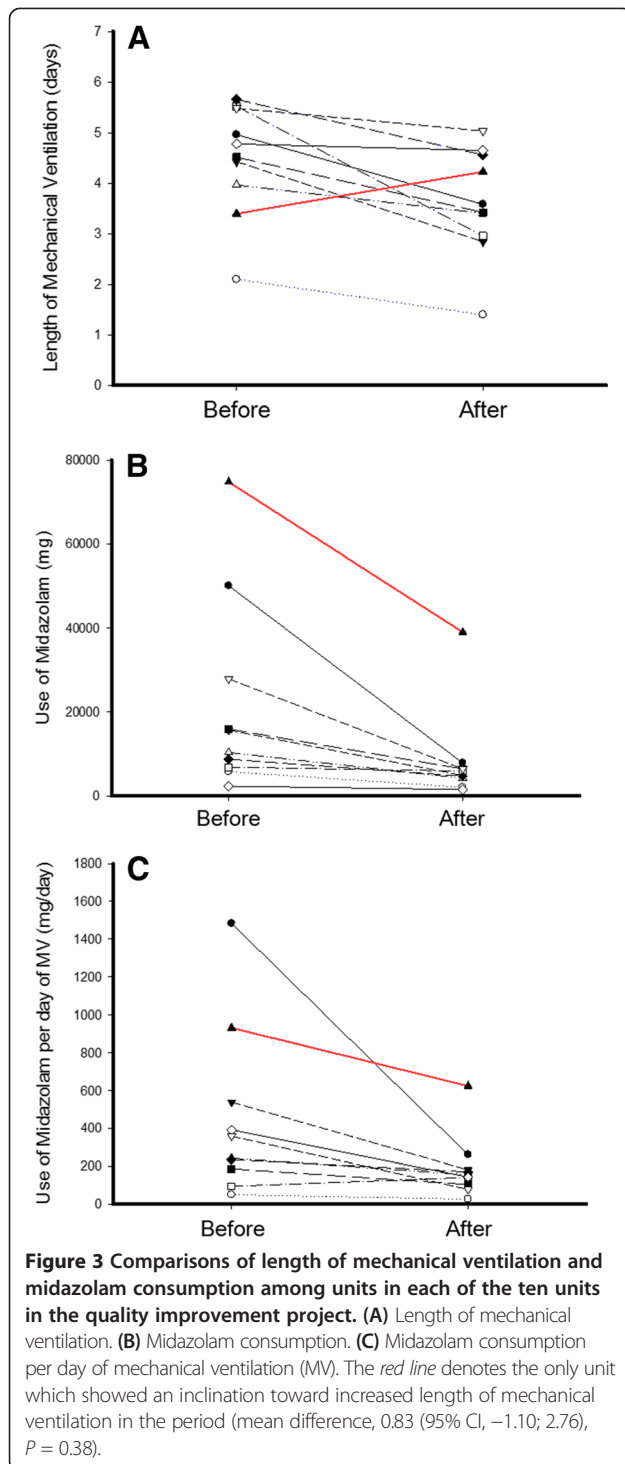 A
7
6
5
4
3
2
1
0
Length of Mechanical Ventilation (days)
Before After
B
80000
60000
40000
20000
0
Use of Midazolam (mg)
Before After
C
1800
1600
1400
1200
1000
800
600
400
200
0
Use of Midazolam per day of MV (mg/day)
Before After
Figure 3 Comparisons of length of mechanical ventilation and
midazolam consumption among units in each of the ten units
in the quality improvement project. (A) Length of mechanical
ventilation. (B) Midazolam consumption. (C) Midazolam consumption
per day of mechanical ventilation (MV). The red line denotes the only unit
which showed an inclination toward increased length of mechanical
ventilation in the period (mean difference, 0.83 (95% CI, −1.10; 2.76),
P = 0.38).